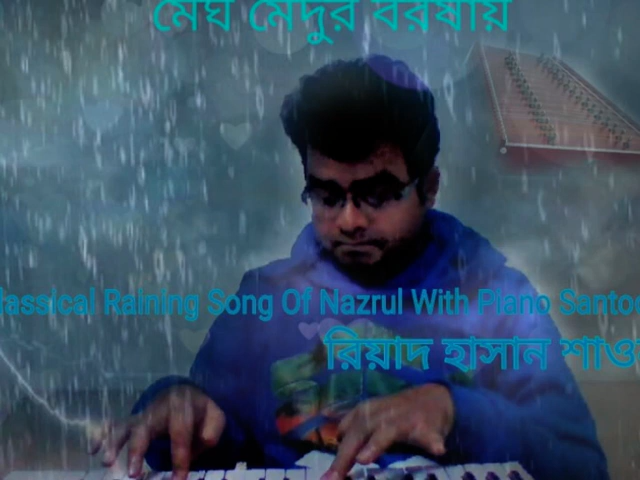 মেঘ মেদুর বরষায়
lassical Raining Song Of Nazrul With Piano Santoo
রিয়াদ হাসান শাও